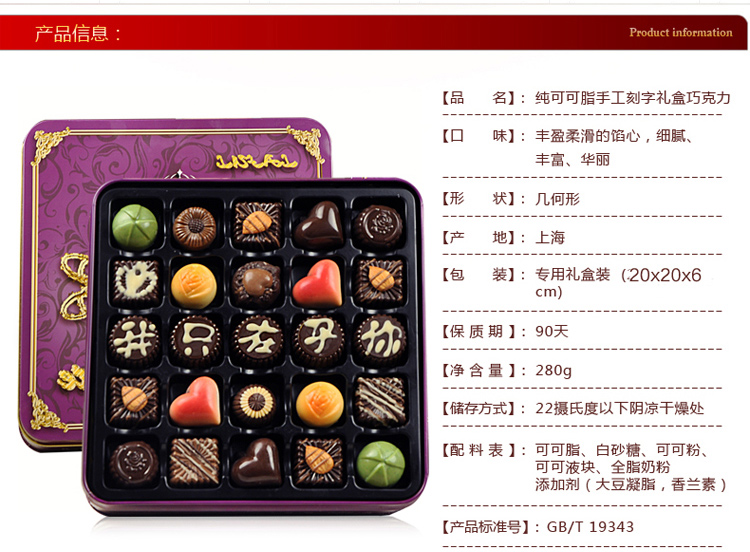 产品信息：
Product information
【品 名】：纯可可脂手工刻字礼盒巧克力
【口 味】：丰盈柔滑的馅心，细腻、
丰富、华丽
【形 状】：几何形
【产 地】：上海
【包 装】：专用礼盒装 (20x20x6
cm)
【保 质 期】：90天
【净 含 量】：280g
【储存方式】：22摄氏度以下阴凉干燥处
【配 料 表】：可可脂、白砂糖、可可粉、
可可液块、全脂奶粉
添加剂（大豆凝脂，香兰素）
【产品标准号】：GB/T 19343
我只在乎你